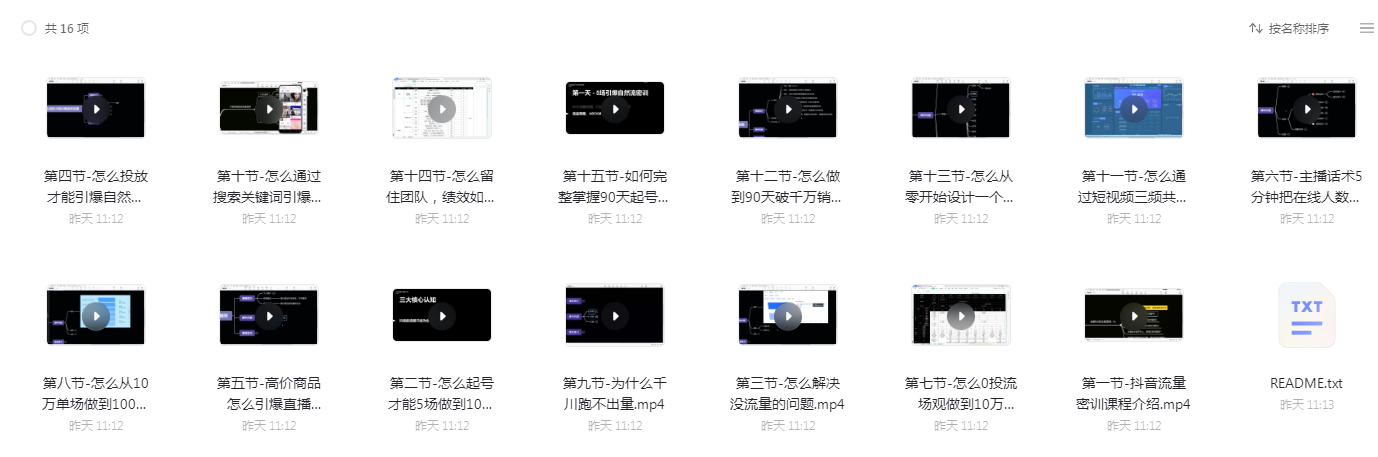 共 16 项
按名称排序
第一天 - 6场引爆自然流密训
第四节-怎么投放
才能引爆自然...
昨天 11:12
第十节-怎么通过
搜索关键词引爆...
昨天 11:12
第十四节-怎么留
住团队，绩效如...
昨天 11:12
第十五节-如何完
整掌握90天起号...
昨天 11:12
第十二节-怎么做
到90天破千万销...
昨天 11:12
第十三节-怎么从
零开始设计一个...
昨天 11:12
第十一节-怎么通
过短视频三频共...
昨天 11:12
第六节-主播话术5
分钟把在线人数...
昨天 11:12
三大核心认知
TXT
第八节-怎么从10
万单场做到100...
昨天 11:12
第五节-高价商品
怎么引爆直播...
昨天 11:12
第二节-怎么起号
才能5场做到10...
昨天 11:12
第九节-为什么千
川跑不出量.mp4
昨天 11:12
第三节-怎么解决
没流量的问题.mp4
昨天 11:12
第七节-怎么0投流
场观做到10万...
昨天 11:12
第一节-抖音流量
密训课程介绍.mp4
昨天 11:12
README.txt
昨天 11:13